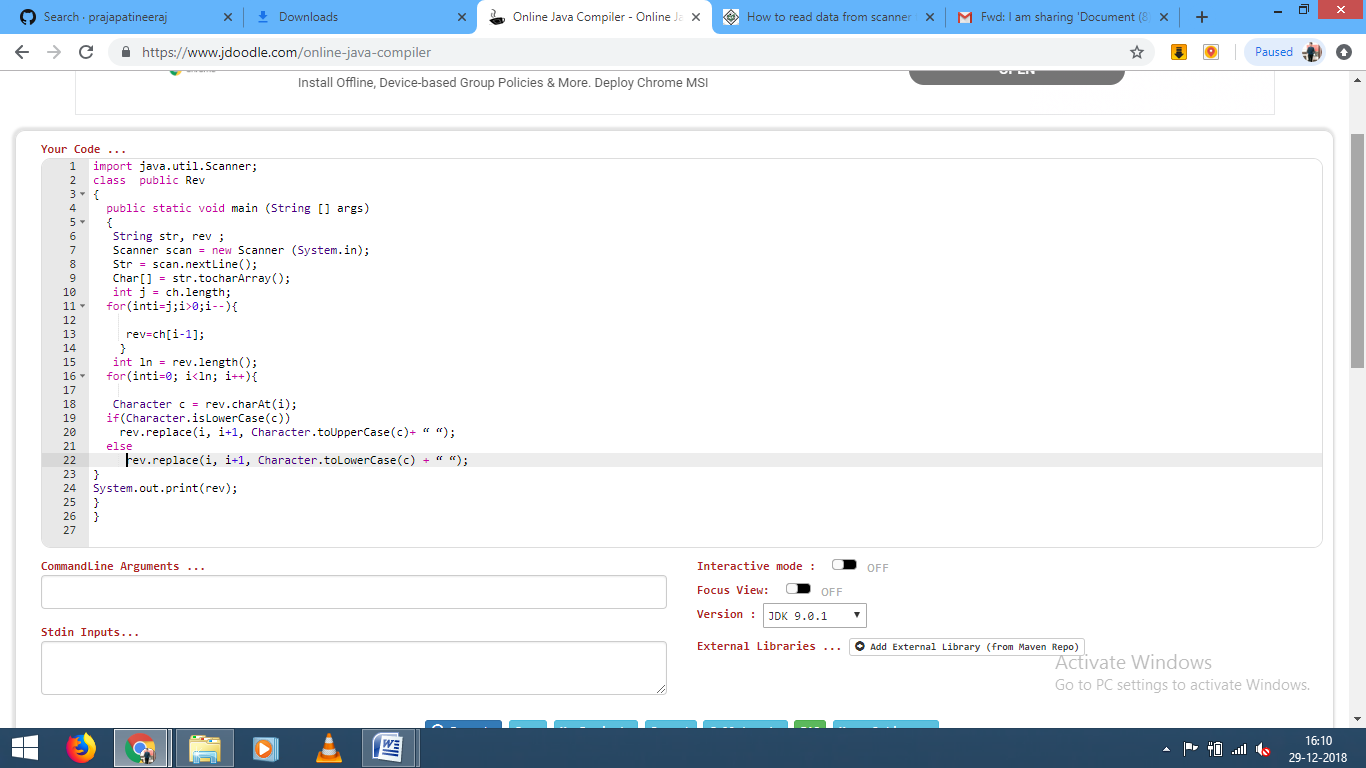 Search · prajapatineeraj
Downloads
Online Java Compiler - Online Ja
How to read data from scanner
Fwd: I am sharing 'Document (8
https://www.jdoodle.com/online-java-compiler
Paused
Install Offline, Device-based Group Policies & More. Deploy Chrome MSI
OPEN
Your Code ...
1 import java.util.Scanner;
2 class  public Rev
3 {
4   public static void main (String [] args)
5   {
6    String str, rev ;
7    Scanner scan = new Scanner (System.in);
8    Str = scan.nextLine();
9    Char[] = str.tocharArray();
10    int j = ch.length;
11   for(inti=j;i>0;i--){
12
13      rev=ch[i-1];
14     }
15    int ln = rev.length();
16   for(inti=0; i<ln; i++){
17
18    Character c = rev.charAt(i);
19   if(Character.isLowerCase(c))
20     rev.replace(i, i+1, Character.toUpperCase(c)+ “ “);
21   else
22      rev.replace(i, i+1, Character.toLowerCase(c) + “ “);
23 }
24 System.out.print(rev);
25 }
26 }
27
CommandLine Arguments ...
Interactive mode : OFF
Focus View: OFF
Version : JDK 9.0.1
Stdin Inputs...
External Libraries ... Add External Library (from Maven Repo)
Activate Windows
Go to PC settings to activate Windows.
16:10
29-12-2018